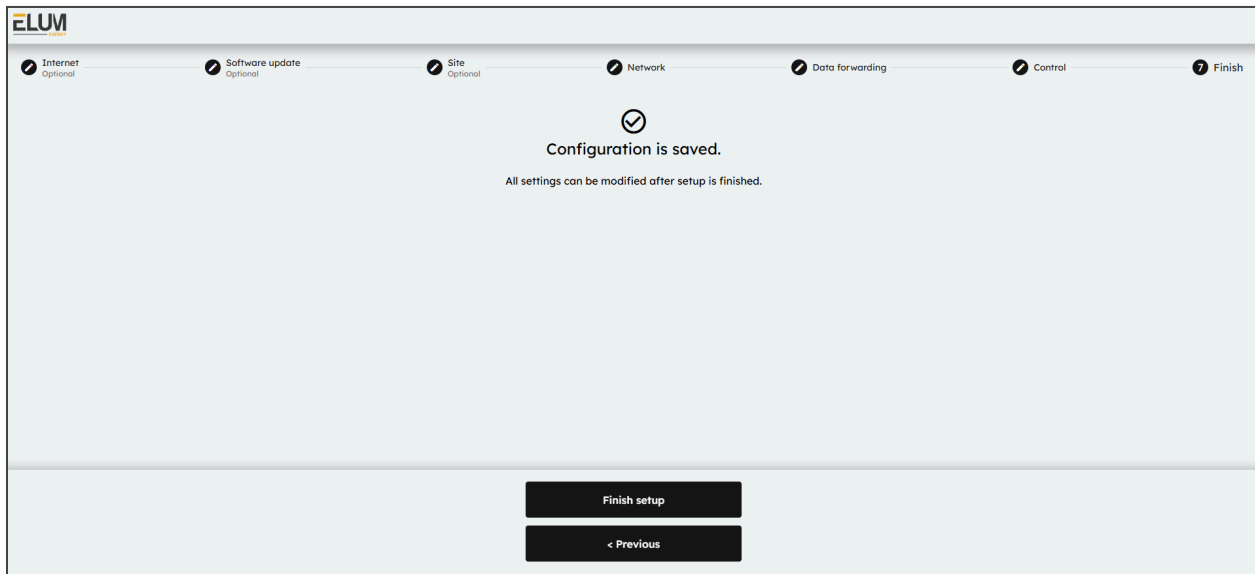 ELUM
ENERGY
Internet
Optional
Software update
Optional
Site
Optional
Network
Data forwarding
Control
7 Finish
Configuration is saved.
All settings can be modified after setup is finished.
Finish setup
< Previous